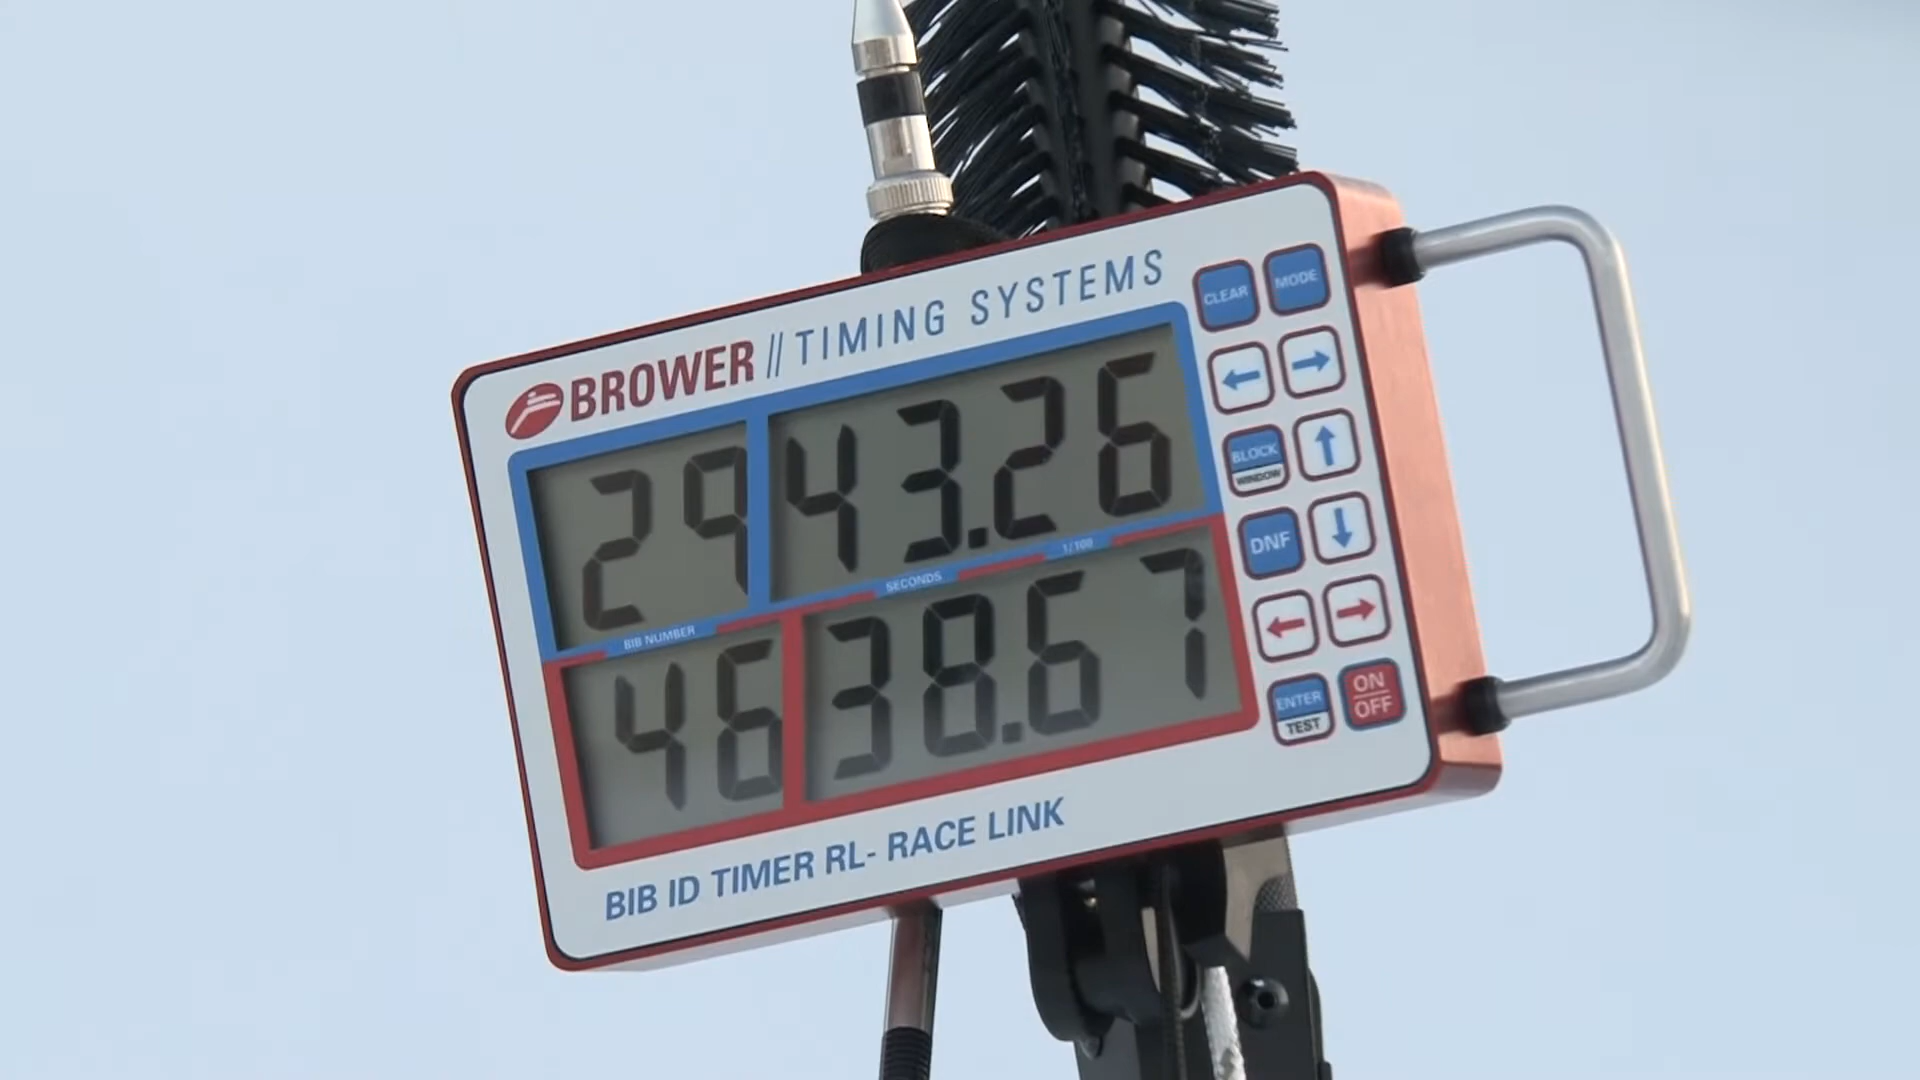 BROWER // TIMING SYSTEMS
CLEAR MODE
29 43.26
BLOCK
WINDOW
DNF
BIB NUMBER SECONDS 1/100
46 38.67
ENTER
TEST
ON
OFF
BIB ID TIMER RL- RACE LINK